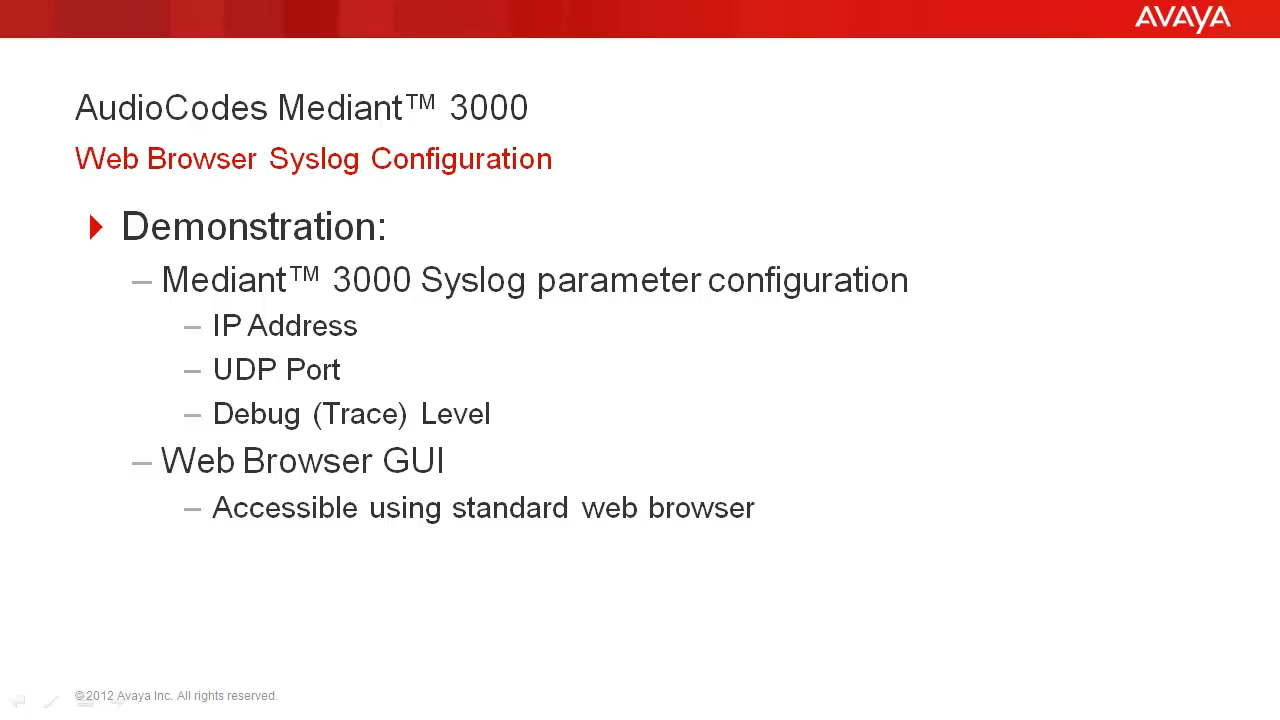 AVAYA
AudioCodes Mediant™ 3000
Web Browser Syslog Configuration
Demonstration:
– Mediant™ 3000 Syslog parameter configuration
– IP Address
– UDP Port
– Debug (Trace) Level
– Web Browser GUI
– Accessible using standard web browser
©2012 Avaya Inc. All rights reserved.